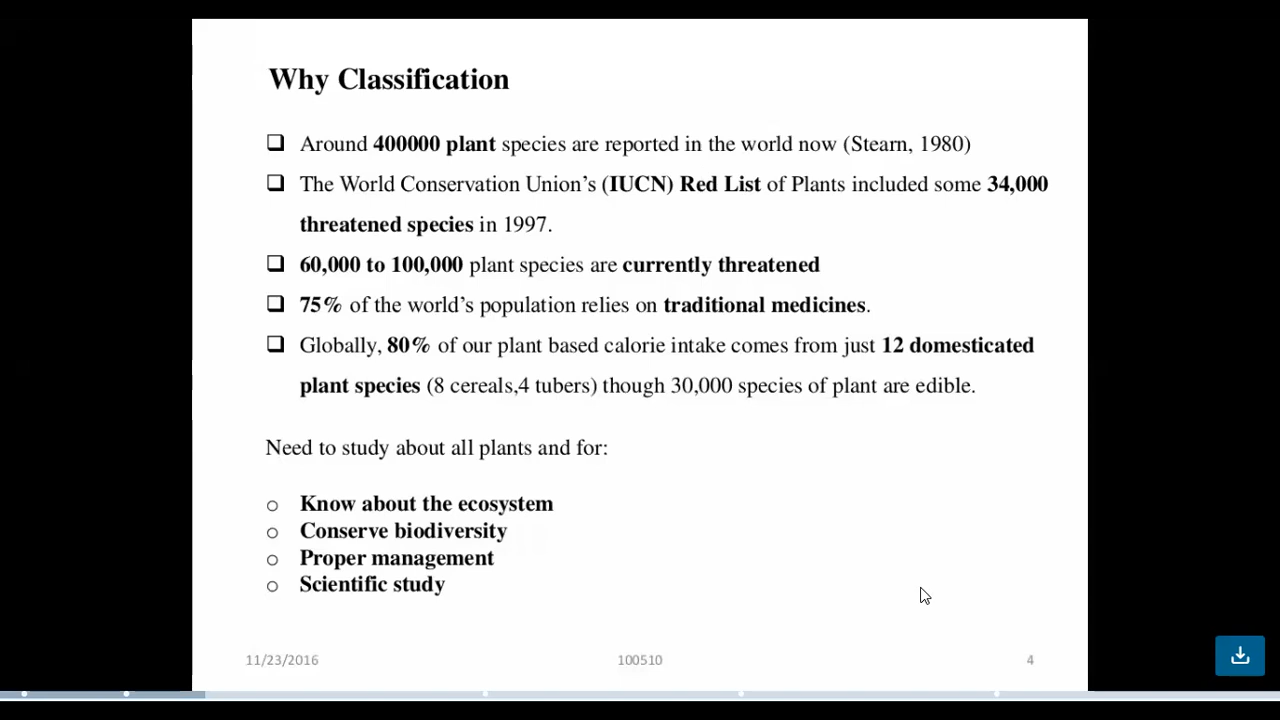 Why Classification
Around 400000 plant species are reported in the world now (Stearn, 1980)
The World Conservation Union’s (IUCN) Red List of Plants included some 34,000
threatened species in 1997.
60,000 to 100,000 plant species are currently threatened
75% of the world’s population relies on traditional medicines.
Globally, 80% of our plant based calorie intake comes from just 12 domesticated
plant species (8 cereals,4 tubers) though 30,000 species of plant are edible.
Need to study about all plants and for:
Know about the ecosystem
Conserve biodiversity
Proper management
Scientific study
11/23/2016 100510 4